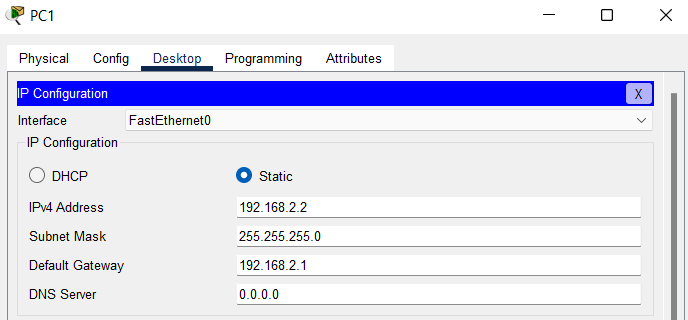 PC1
Physical Config Desktop Programming Attributes
IP Configuration X
Interface FastEthernet0
IP Configuration
DHCP Static
IPv4 Address 192.168.2.2
Subnet Mask 255.255.255.0
Default Gateway 192.168.2.1
DNS Server 0.0.0.0